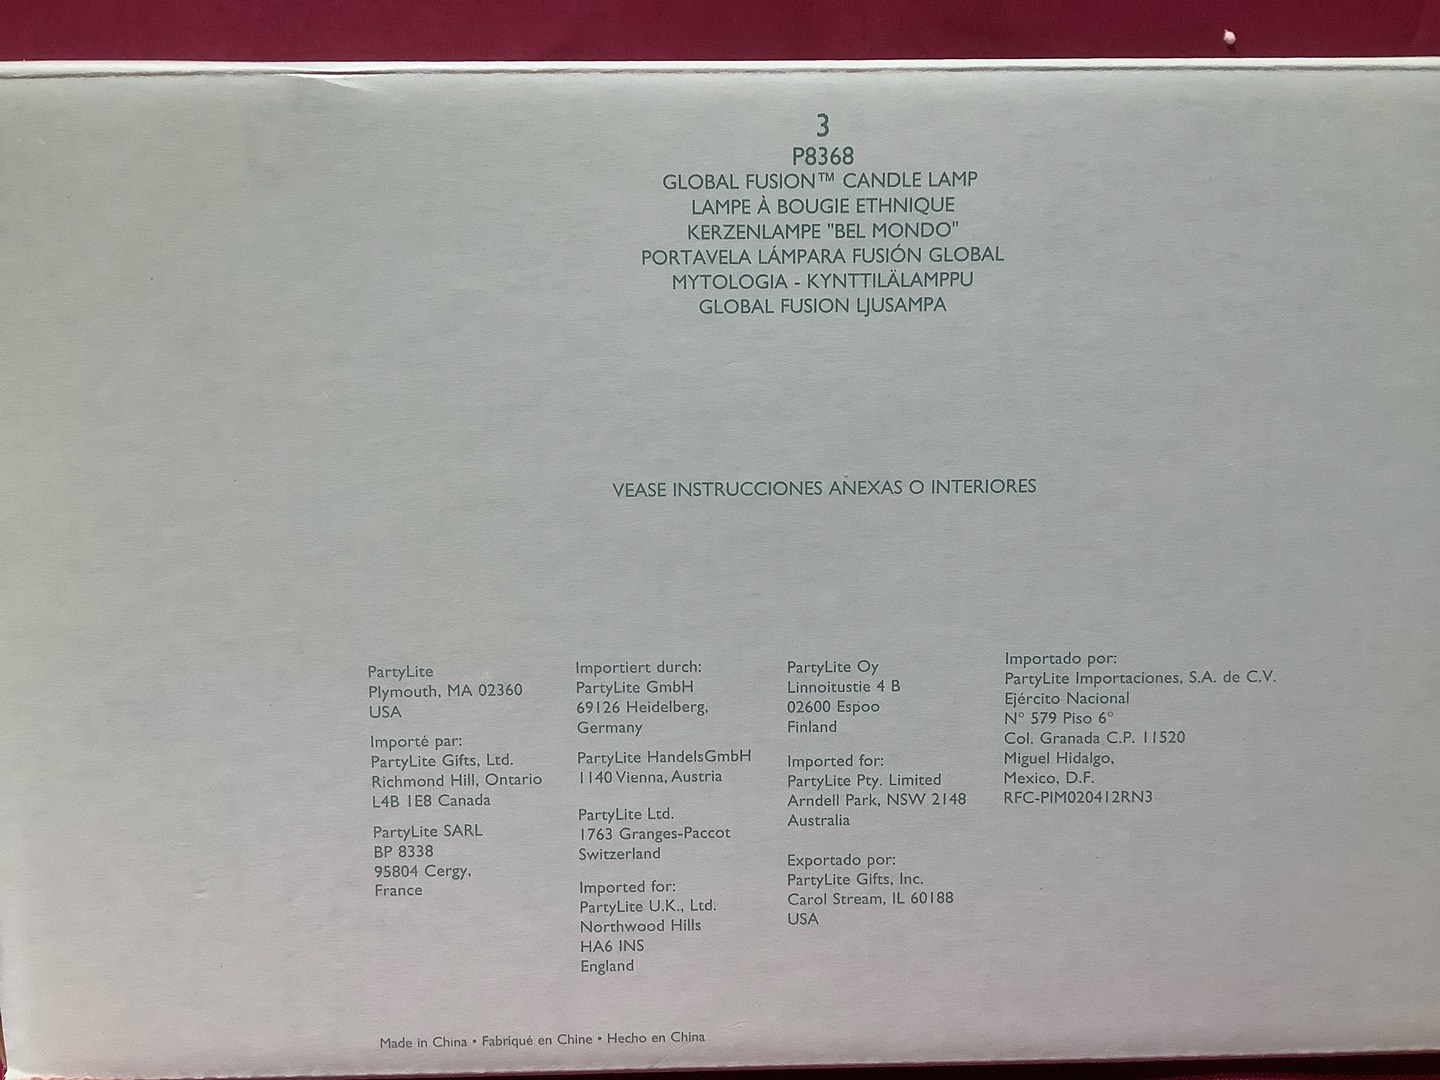 3
P8368
GLOBAL FUSION™ CANDLE LAMP
LAMPE À BOUGIE ETHNIQUE
KERZENLAMPE "BEL MONDO"
PORTAVELA LÁMPARA FUSIÓN GLOBAL
MYTOLOGIA - KYNTTILÄLAMPPU
GLOBAL FUSION LJUSAMPA
VEASE INSTRUCCIONES AÑEXAS O INTERIORES
PartyLite
Plymouth, MA 02360
USA
Importé par:
PartyLite Gifts, Ltd.
Richmond Hill, Ontario
L4B 1E8 Canada
PartyLite SARL
BP 8338
95804 Cergy,
France
Importiert durch:
PartyLite GmbH
69126 Heidelberg,
Germany
PartyLite HandelsGmbH
1140 Vienna, Austria
PartyLite Ltd.
1763 Granges-Paccot
Switzerland
Imported for:
PartyLite U.K., Ltd.
Northwood Hills
HA6 INS
England
PartyLite Oy
Linnoitustie 4 B
02600 Espoo
Finland
Imported for:
PartyLite Pty. Limited
Arndell Park, NSW 2148
Australia
Exportado por:
PartyLite Gifts, Inc.
Carol Stream, IL 60188
USA
Importado por:
PartyLite Importaciones, S.A. de C.V.
Ejército Nacional
N° 579 Piso 6°
Col. Granada C.P. 11520
Miguel Hidalgo,
Mexico, D.F.
RFC-PIM020412RN3
Made in China • Fabriqué en Chine • Hecho en China